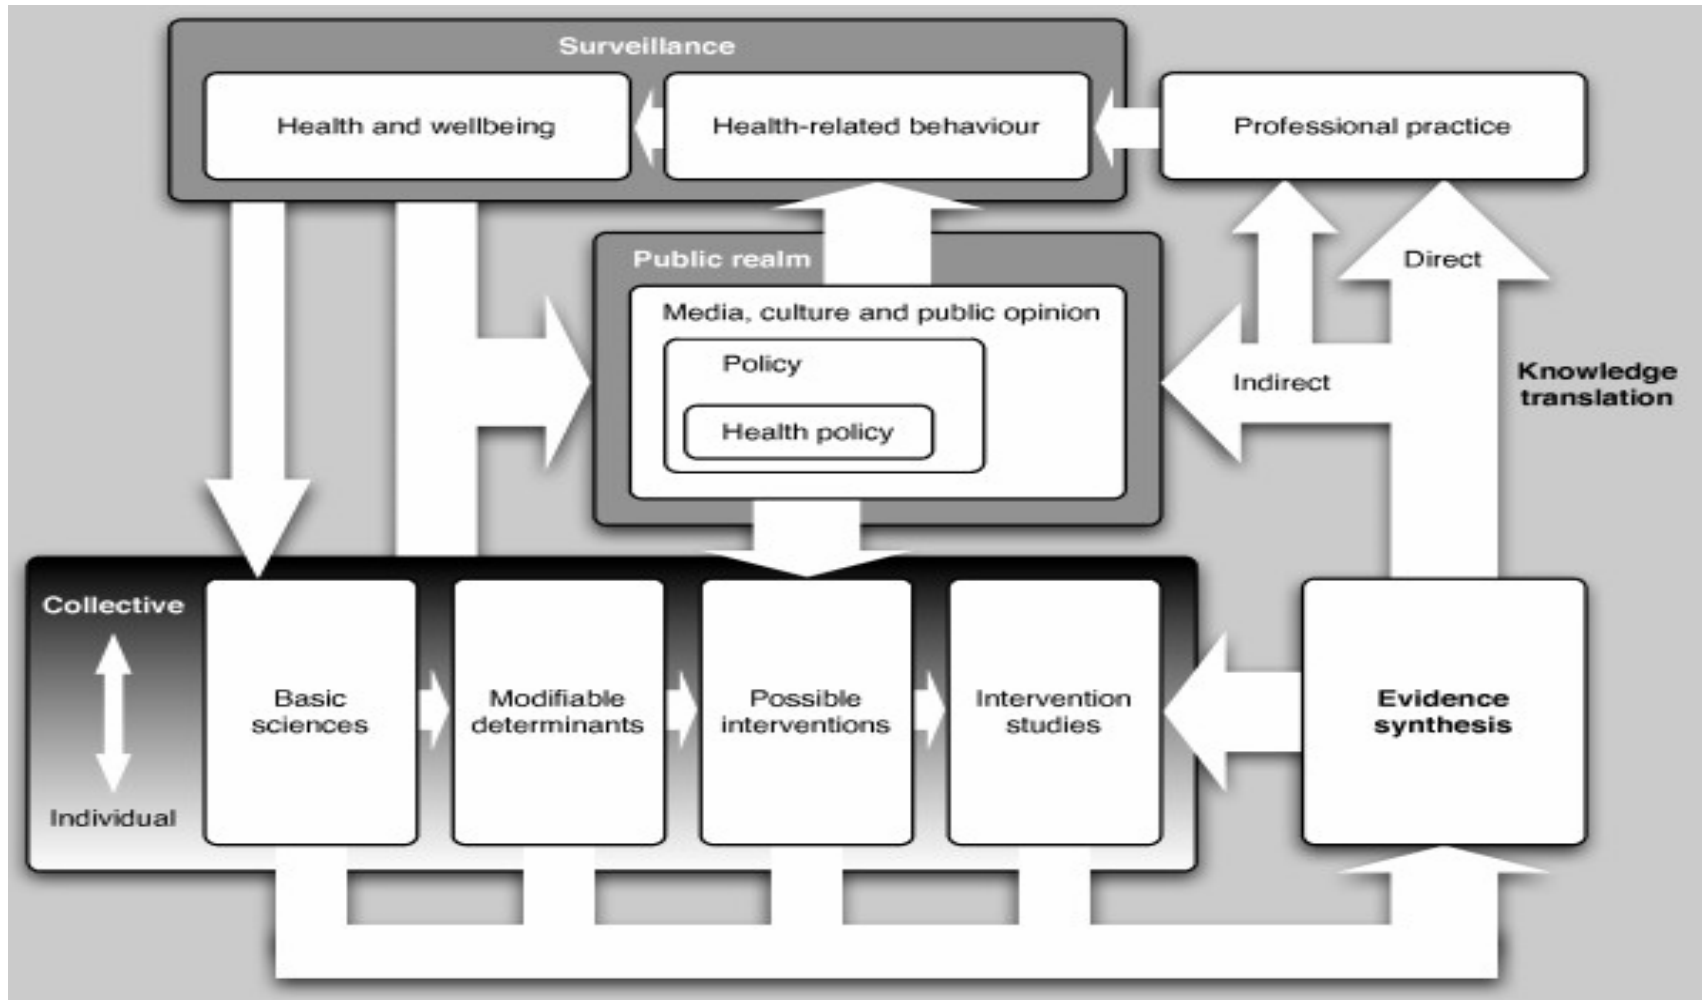 Surveillance
Health and wellbeing
Health-related behaviour
Professional practice
Public realm
Direct
Media, culture and public opinion
Policy
Knowledge
translation
Indirect
Health policy
Collective
Basic
sciences
Modifiable
determinants
Possible
interventions
Intervention
studies
Evidence
synthesis
Individual